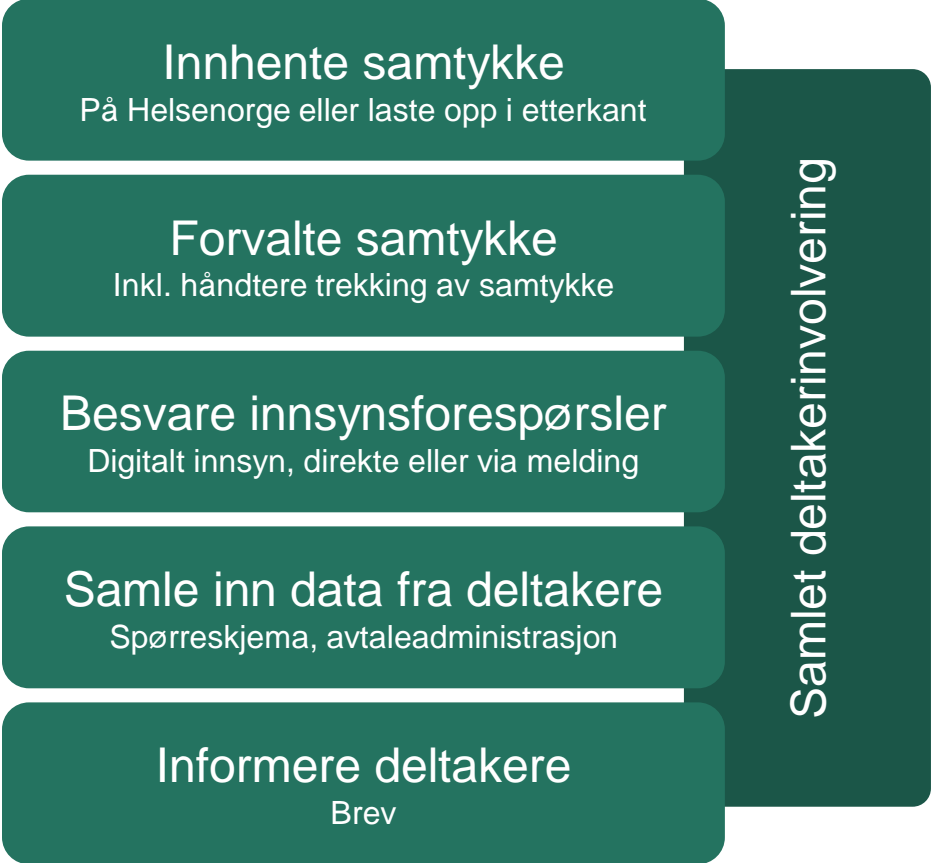 Innhente samtykke
På Helsenorge eller laste opp i etterkant
Forvalte samtykke
Inkl. håndtere trekking av samtykke
Besvare innsynsforespørsler
Digitalt innsyn, direkte eller via melding
Samle inn data fra deltakere
Spørreskjema, avtaleadministrasjon
Informere deltakere
Brev
Samlet deltakerinvolvering